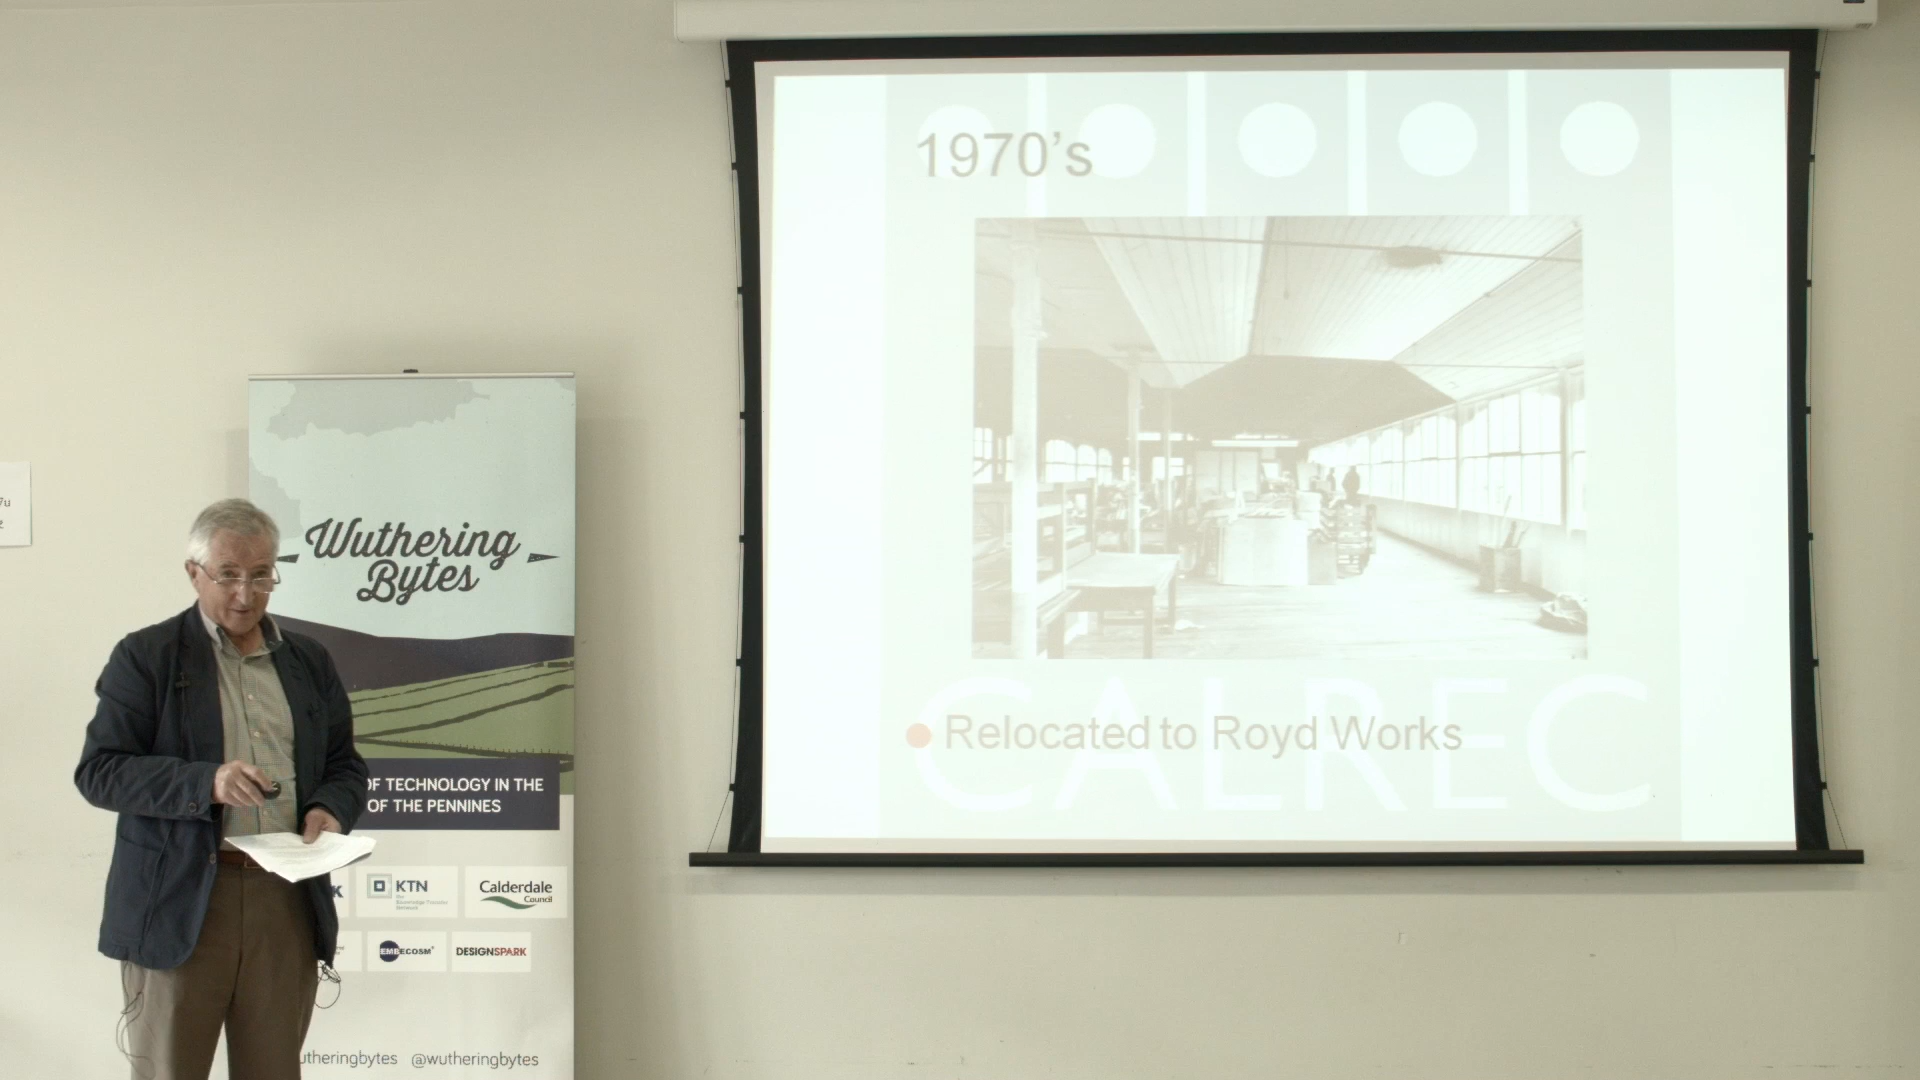 1970's
CALREC
Relocated to Royd Works
Wuthering
Bytes
OF TECHNOLOGY IN THE
OF THE PENNINES
K
KTN
Calderdale
Council
DESIGNSPARK
utheringbytes @wutheringbytes